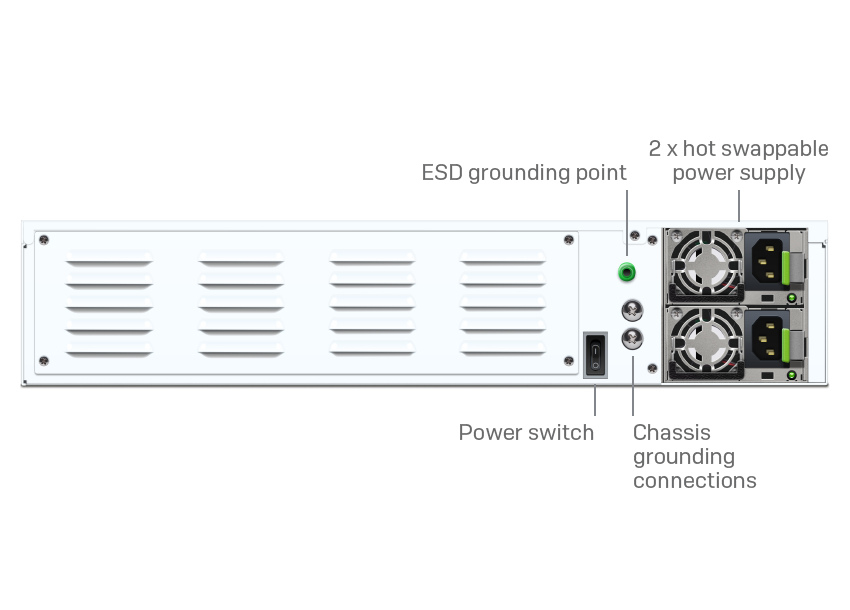 2 x hot swappable
power supply
ESD grounding point
Power switch
Chassis
grounding
connections